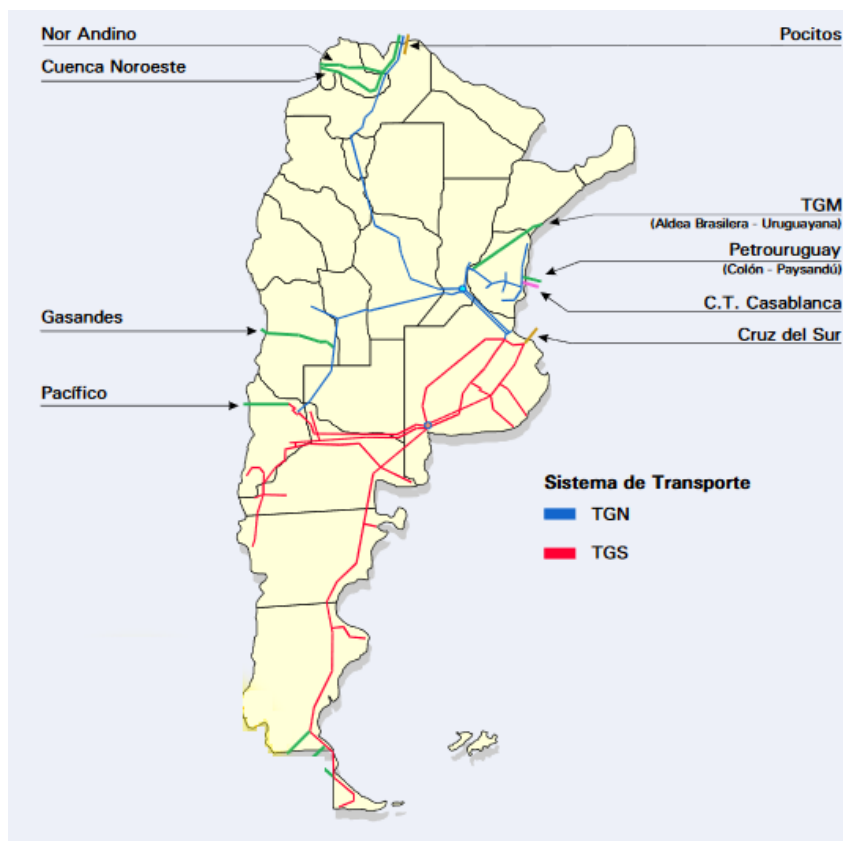 Nor Andino
Pocitos
Cuenca Noroeste
TGM
(Aldea Brasilera - Uruguayana)
Petrouruguay
(Colón - Paysandú)
C.T. Casablanca
Gasandes
Cruz del Sur
Pacífico
Sistema de Transporte
TGN
TGS